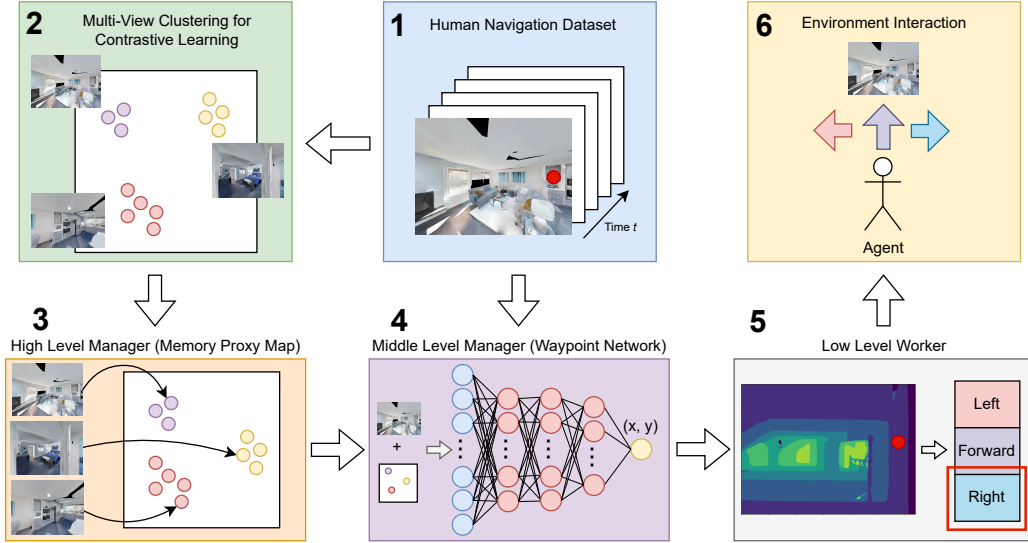 2
Multi-View Clustering for
Contrastive Learning
1
Human Navigation Dataset
Time t
6
Environment Interaction
Agent
3
High Level Manager (Memory Proxy Map)
4
Middle Level Manager (Waypoint Network)
+
(x, y)
5
Low Level Worker
Left
Forward
Right